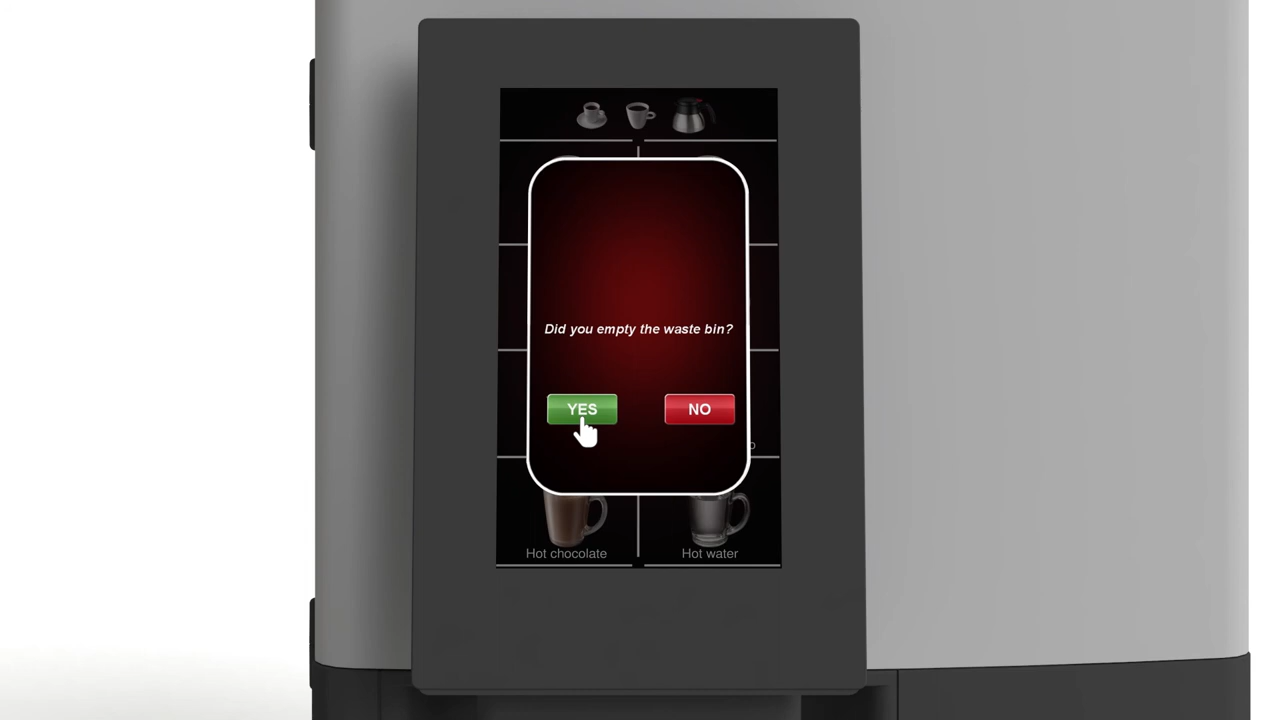 Did you empty the waste bin?
YES
NO
Hot chocolate
Hot water